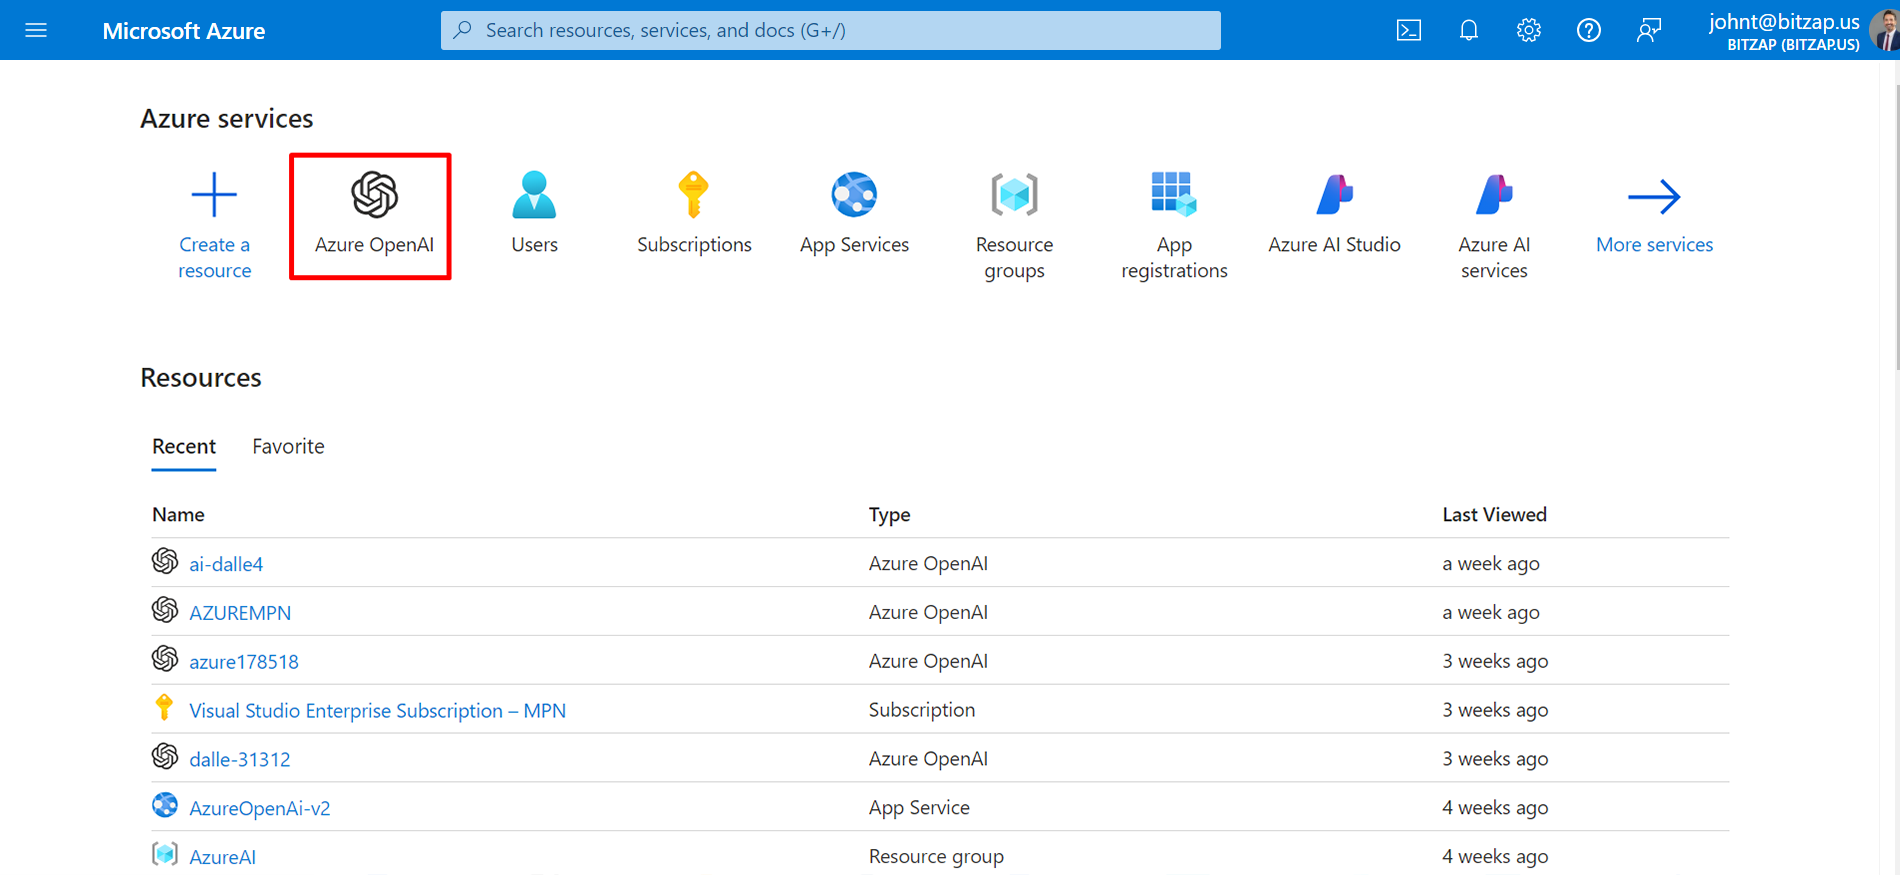 Microsoft Azure
Search resources, services, and docs (G+/)
johnt@bitzap.us
BITZAP (BITZAP.US)
Azure services
Create a
resource
Azure OpenAI
Users
Subscriptions
App Services
Resource
groups
App
registrations
Azure AI Studio
Azure AI
services
More services
Resources
Recent Favorite
Name Type Last Viewed
ai-dalle4 Azure OpenAI a week ago
AZUREMPN Azure OpenAI a week ago
azure178518 Azure OpenAI 3 weeks ago
Visual Studio Enterprise Subscription – MPN Subscription 3 weeks ago
dalle-31312 Azure OpenAI 3 weeks ago
AzureOpenAi-v2 App Service 4 weeks ago
AzureAI Resource group 4 weeks ago